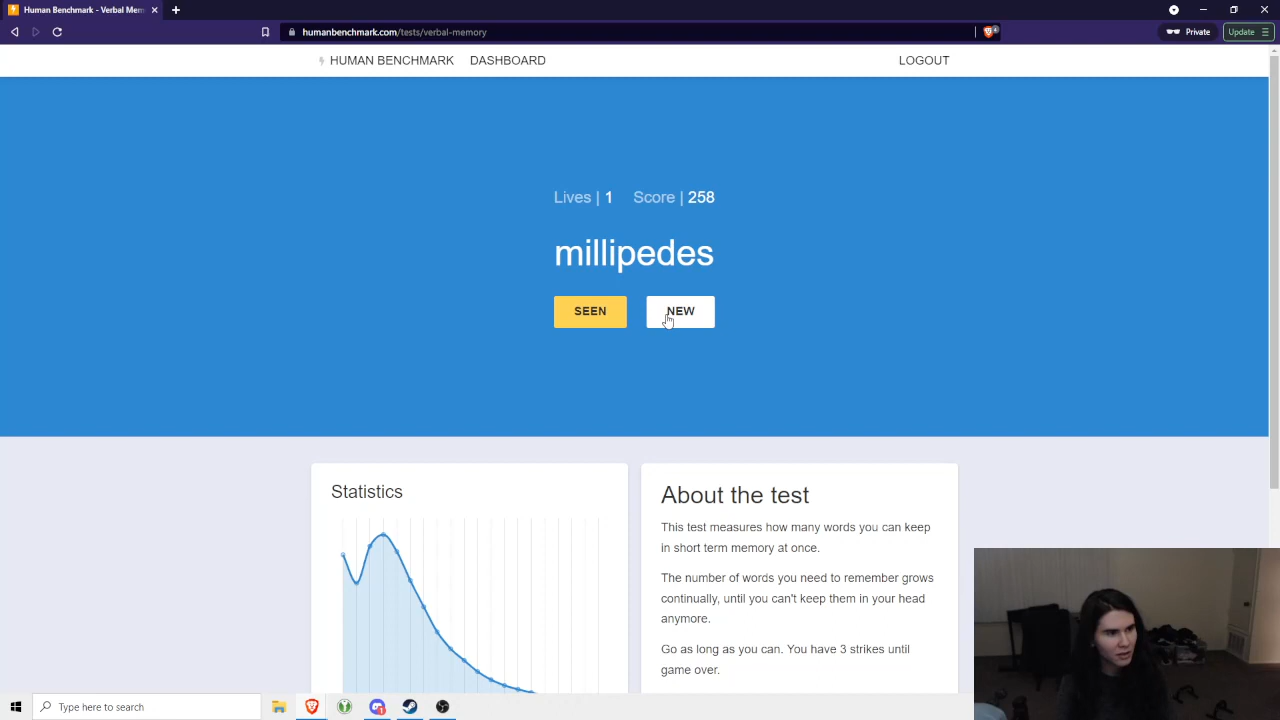 Human Benchmark - Verbal Mem
humanbenchmark.com/tests/verbal-memory
4
Private
Update
HUMAN BENCHMARK DASHBOARD LOGOUT
Lives | 1 Score | 258
millipedes
SEEN NEW
Statistics
About the test
This test measures how many words you can keep
in short term memory at once.
The number of words you need to remember grows
continually, until you can't keep them in your head
anymore.
Go as long as you can. You have 3 strikes until
game over.
Type here to search